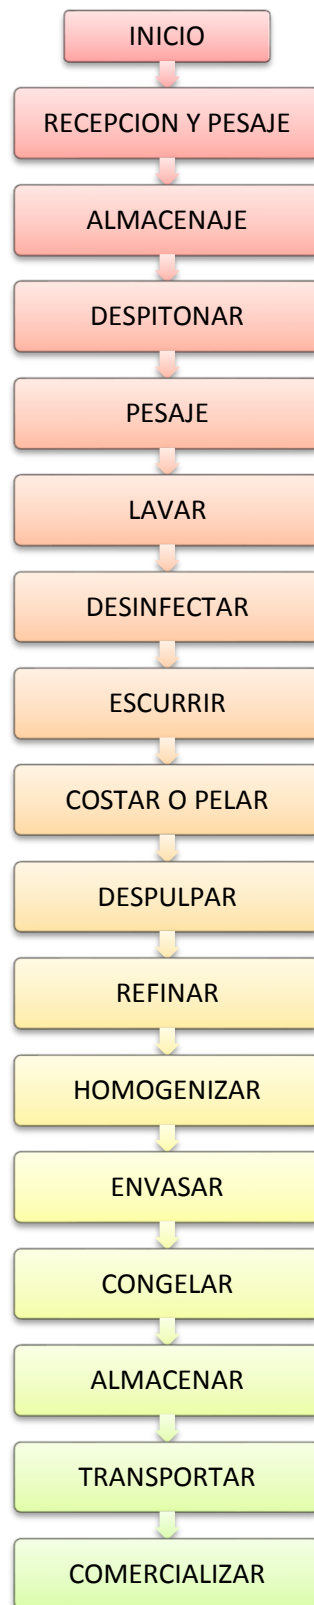 INICIO
RECEPCION Y PESAJE
ALMACENAJE
DESPITONAR
PESAJE
LAVAR
DESINFECTAR
ESCURRIR
COSTAR O PELAR
DESPULPAR
REFINAR
HOMOGENIZAR
ENVASAR
CONGELAR
ALMACENAR
TRANSPORTAR
COMERCIALIZAR